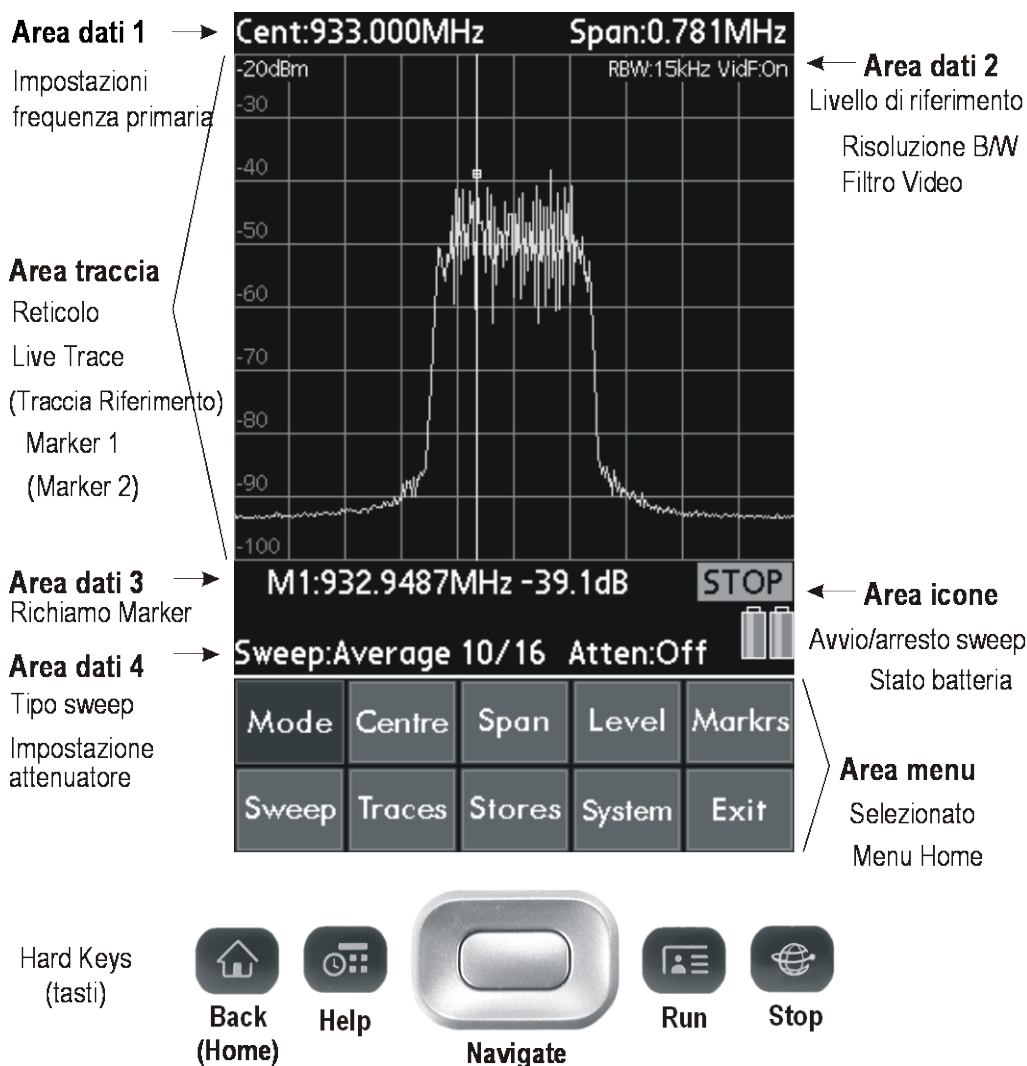 Area dati 1
Impostazioni
frequenza primaria
Area traccia
Reticolo
Live Trace
(Traccia Riferimento)
Marker 1
(Marker 2)
Area dati 3
Richiamo Marker
Area dati 4
Tipo sweep
Impostazione
attenuatore
Cent:933.000MHz Span:0.781MHz
-20dBm RBW:15kHz VidF:On
-30
-40
-50
-60
-70
-80
-90
-100
M1:932.9487MHz -39.1dB STOP
Sweep:Average 10/16 Atten:Off
Mode Centre Span Level Markrs
Sweep Traces Stores System Exit
Area dati 2
Livello di riferimento
Risoluzione B/W
Filtro Video
Area icone
Avvio/arresto sweep
Stato batteria
Area menu
Selezionato
Menu Home
Hard Keys
(tasti)
Back
(Home)
Help
Navigate
Run
Stop